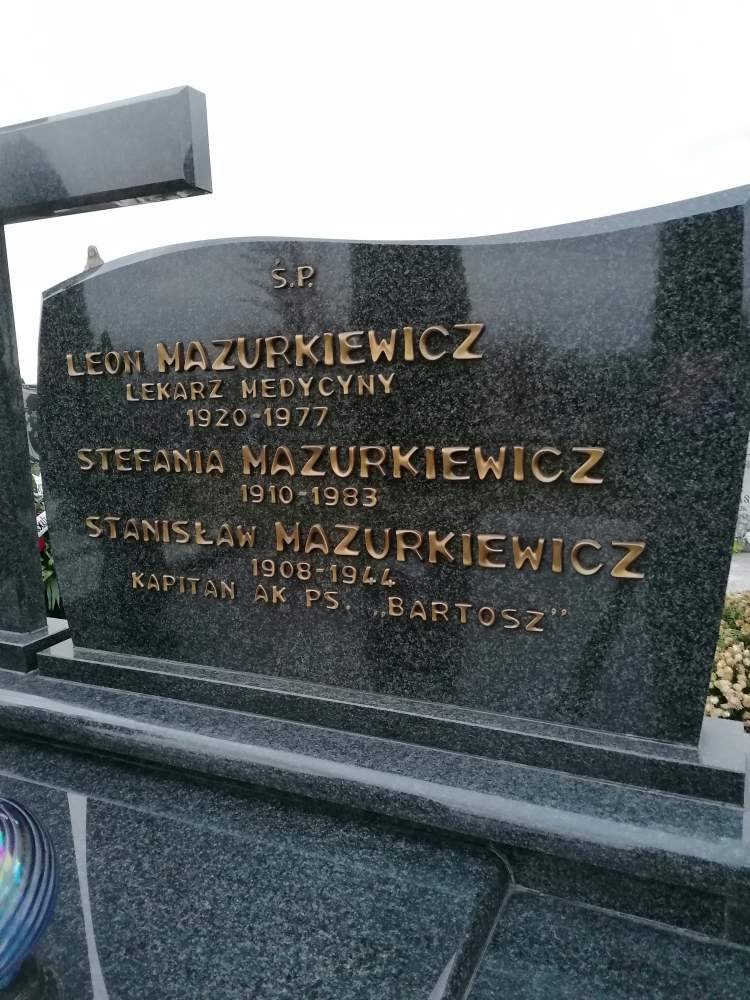 Ś.P.
LEON MAZURKIEWICZ
LEKARZ MEDYCYNY
1920-1977
STEFANIA MAZURKIEWICZ
1910-1983
STANISŁAW MAZURKIEWICZ
1908-1944
KAPITAN AK PS. „BARTOSZ”